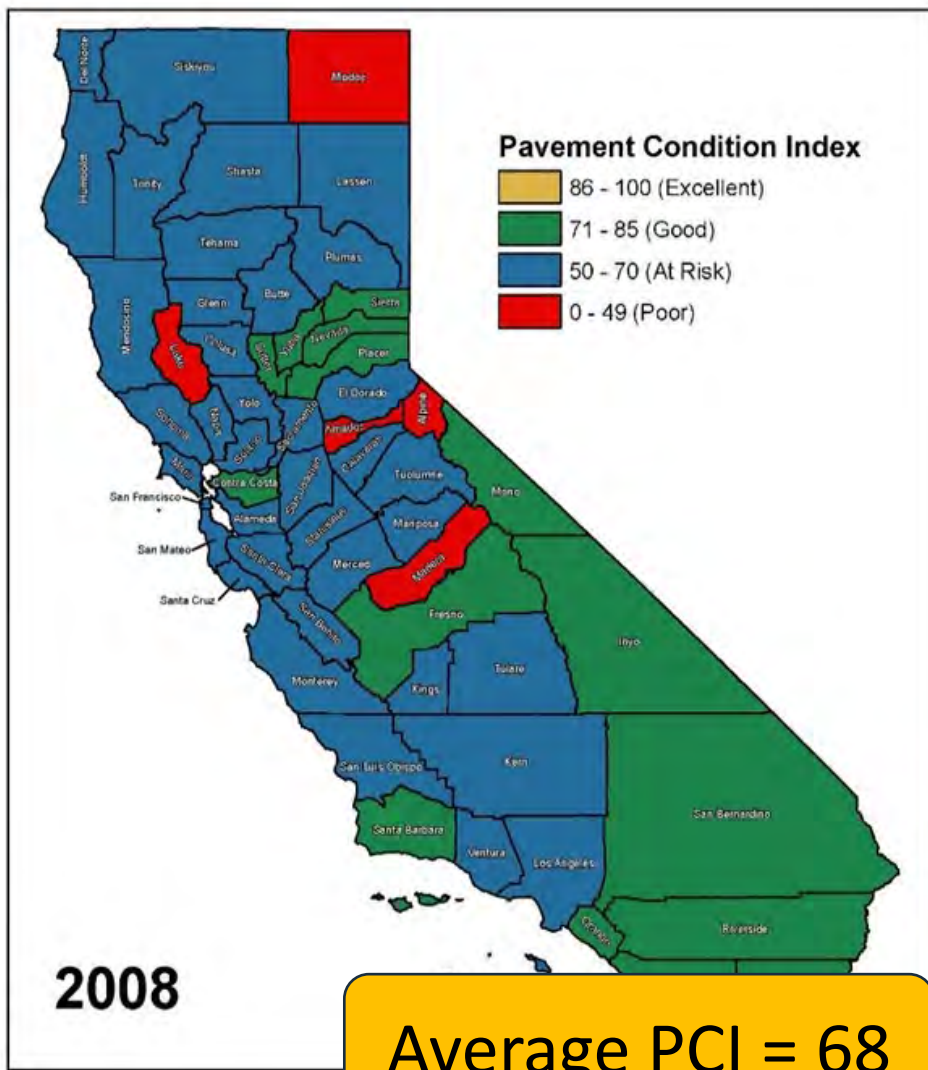 Del Norte
Siskiyou
Modoc
Humboldt
Trinity
Shasta
Lassen
Pavement Condition Index
86 - 100 (Excellent)
71 - 85 (Good)
50 - 70 (At Risk)
0 - 49 (Poor)
Tehama
Plumas
Mendocino
Glenn
Butte
Sierra
Lake
Colusa
Sutter
Yuba
Nevada
Placer
El Dorado
Sonoma
Napa
Yolo
Sacramento
Amador
Alpine
Marin
Solano
Calaveras
Tuolumne
Contra Costa
San Joaquin
Mono
San Francisco
Alameda
Stanislaus
Mariposa
San Mateo
Santa Clara
Merced
Madera
Santa Cruz
San Benito
Fresno
Inyo
Monterey
Kings
Tulare
San Luis Obispo
Kern
Santa Barbara
San Bernardino
Ventura
Los Angeles
Orange
Riverside
2008
Average PCI = 68